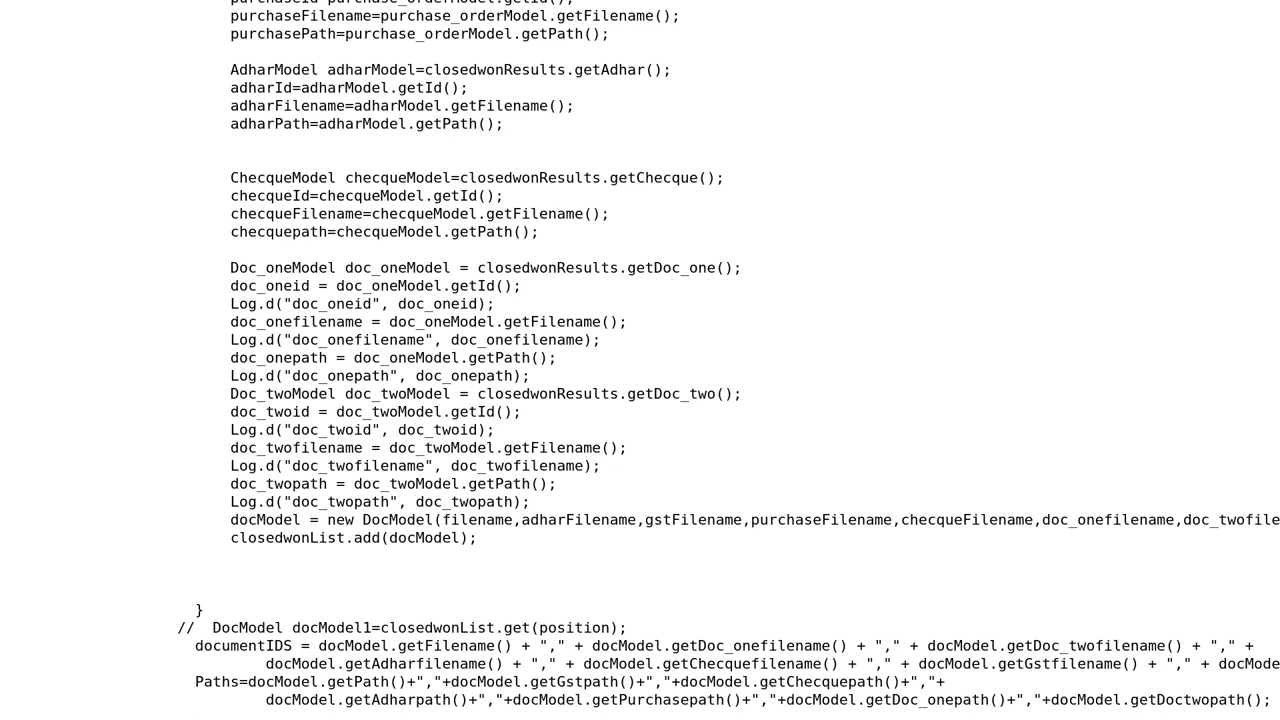 purchaseFilename=purchase_orderModel.getFilename();
purchasePath=purchase_orderModel.getPath();
AdharModel adharModel=closedwonResults.getAdhar();
adharId=adharModel.getId();
adharFilename=adharModel.getFilename();
adharPath=adharModel.getPath();
ChecqueModel checqueModel=closedwonResults.getChecque();
checqueId=checqueModel.getId();
checqueFilename=checqueModel.getFilename();
checquepath=checqueModel.getPath();
Doc_oneModel doc_oneModel = closedwonResults.getDoc_one();
doc_oneid = doc_oneModel.getId();
Log.d("doc_oneid", doc_oneid);
doc_onefilename = doc_oneModel.getFilename();
Log.d("doc_onefilename", doc_onefilename);
doc_onepath = doc_oneModel.getPath();
Log.d("doc_onepath", doc_onepath);
Doc_twoModel doc_twoModel = closedwonResults.getDoc_two();
doc_twoid = doc_twoModel.getId();
Log.d("doc_twoid", doc_twoid);
doc_twofilename = doc_twoModel.getFilename();
Log.d("doc_twofilename", doc_twofilename);
doc_twopath = doc_twoModel.getPath();
Log.d("doc_twopath", doc_twopath);
docModel = new DocModel(filename,adharFilename,gstFilename,purchaseFilename,checqueFilename,doc_onefilename,doc_twofile
closedwonList.add(docModel);
}
// DocModel docModel1=closedwonList.get(position);
documentIDS = docModel.getFilename() + "," + docModel.getDoc_onefilename() + "," + docModel.getDoc_twofilename() + "," +
docModel.getAdharfilename() + "," + docModel.getChecquefilename() + "," + docModel.getGstfilename() + "," + docMode
Paths=docModel.getPath()+","+docModel.getGstpath()+","+docModel.getChecquepath()+","+
docModel.getAdharpath()+","+docModel.getPurchasepath()+","+docModel.getDoc_onepath()+","+docModel.getDoctwopath();